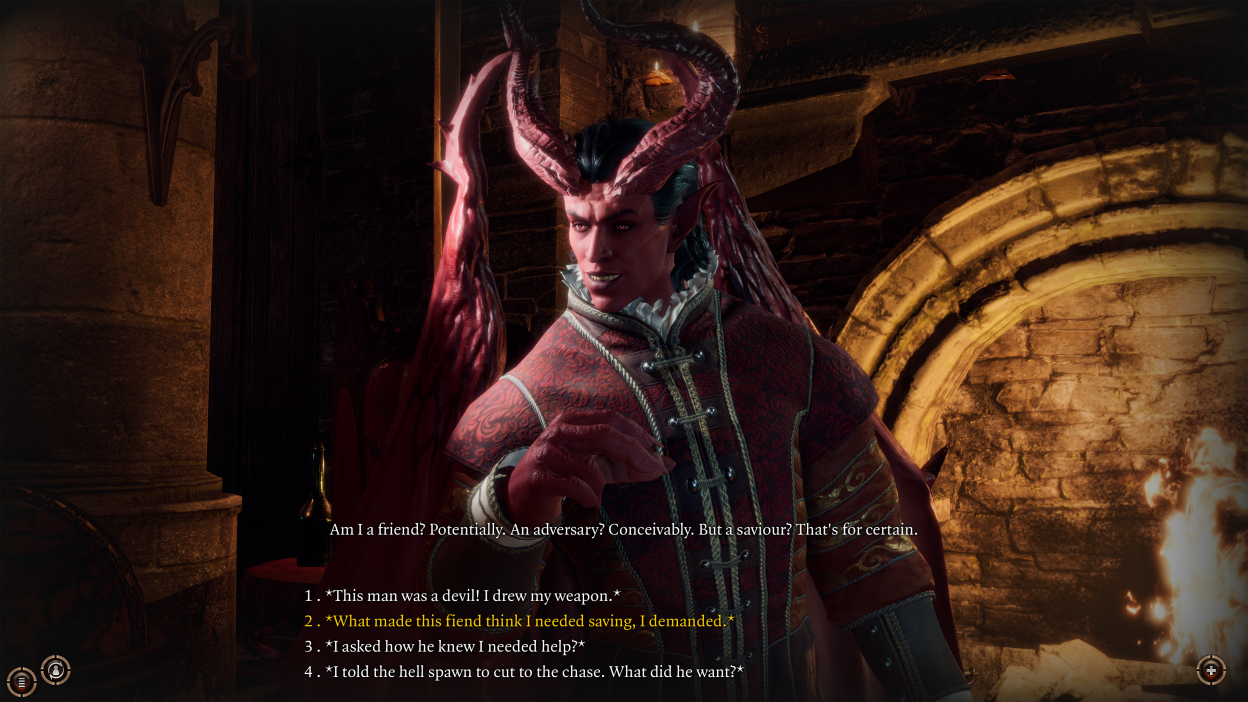 Am I a friend? Potentially. An adversary? Conceivably. But a saviour? That's for certain.
1. *This man was a devil! I drew my weapon.*
2. *What made this fiend think I needed saving, I demanded.*
3. *I asked how he knew I needed help?*
4. *I told the hell spawn to cut to the chase. What did he want?*